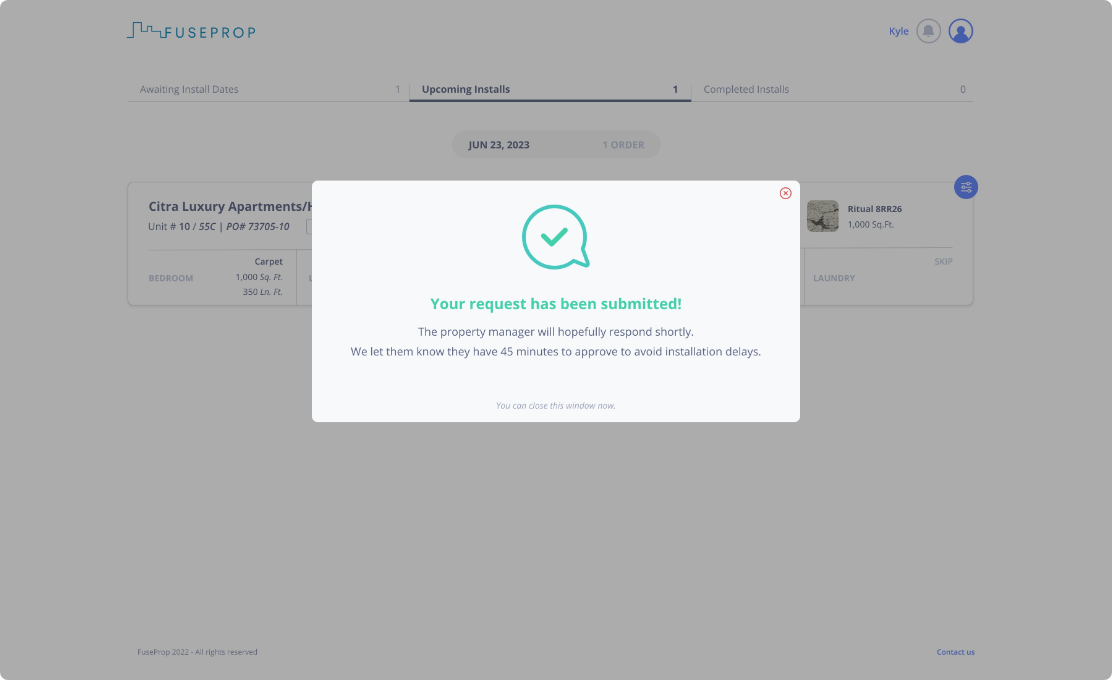 FUSEPROP
Kyle
Awaiting Install Dates 1
Upcoming Installs 1
Completed Installs 0
JUN 23, 2023 1 ORDER
Citra Luxury Apartments/
Unit # 10 / 55C | PO# 73705-10
Ritual 8RR26
1,000 Sq.Ft.
BEDROOM
Carpet
1,000 Sq. Ft.
350 Ln. Ft.
LAUNDRY
SKIP
Your request has been submitted!
The property manager will hopefully respond shortly.
We let them know they have 45 minutes to approve to avoid installation delays.
You can close this window now.
FuseProp 2022 - All rights reserved
Contact us